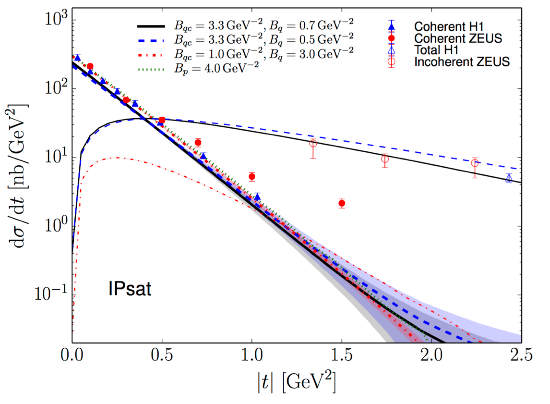 B_qc = 3.3 GeV⁻², B_q = 0.7 GeV⁻²
B_qc = 3.3 GeV⁻², B_q = 0.5 GeV⁻²
B_qc = 1.0 GeV⁻², B_q = 3.0 GeV⁻²
B_p = 4.0 GeV⁻²
Coherent H1
Coherent ZEUS
Total H1
Incoherent ZEUS
dσ/dt [nb/GeV²]
10³
10²
10¹
10⁰
10⁻¹
IPsat
0.0 0.5 1.0 1.5 2.0 2.5
|t| [GeV²]